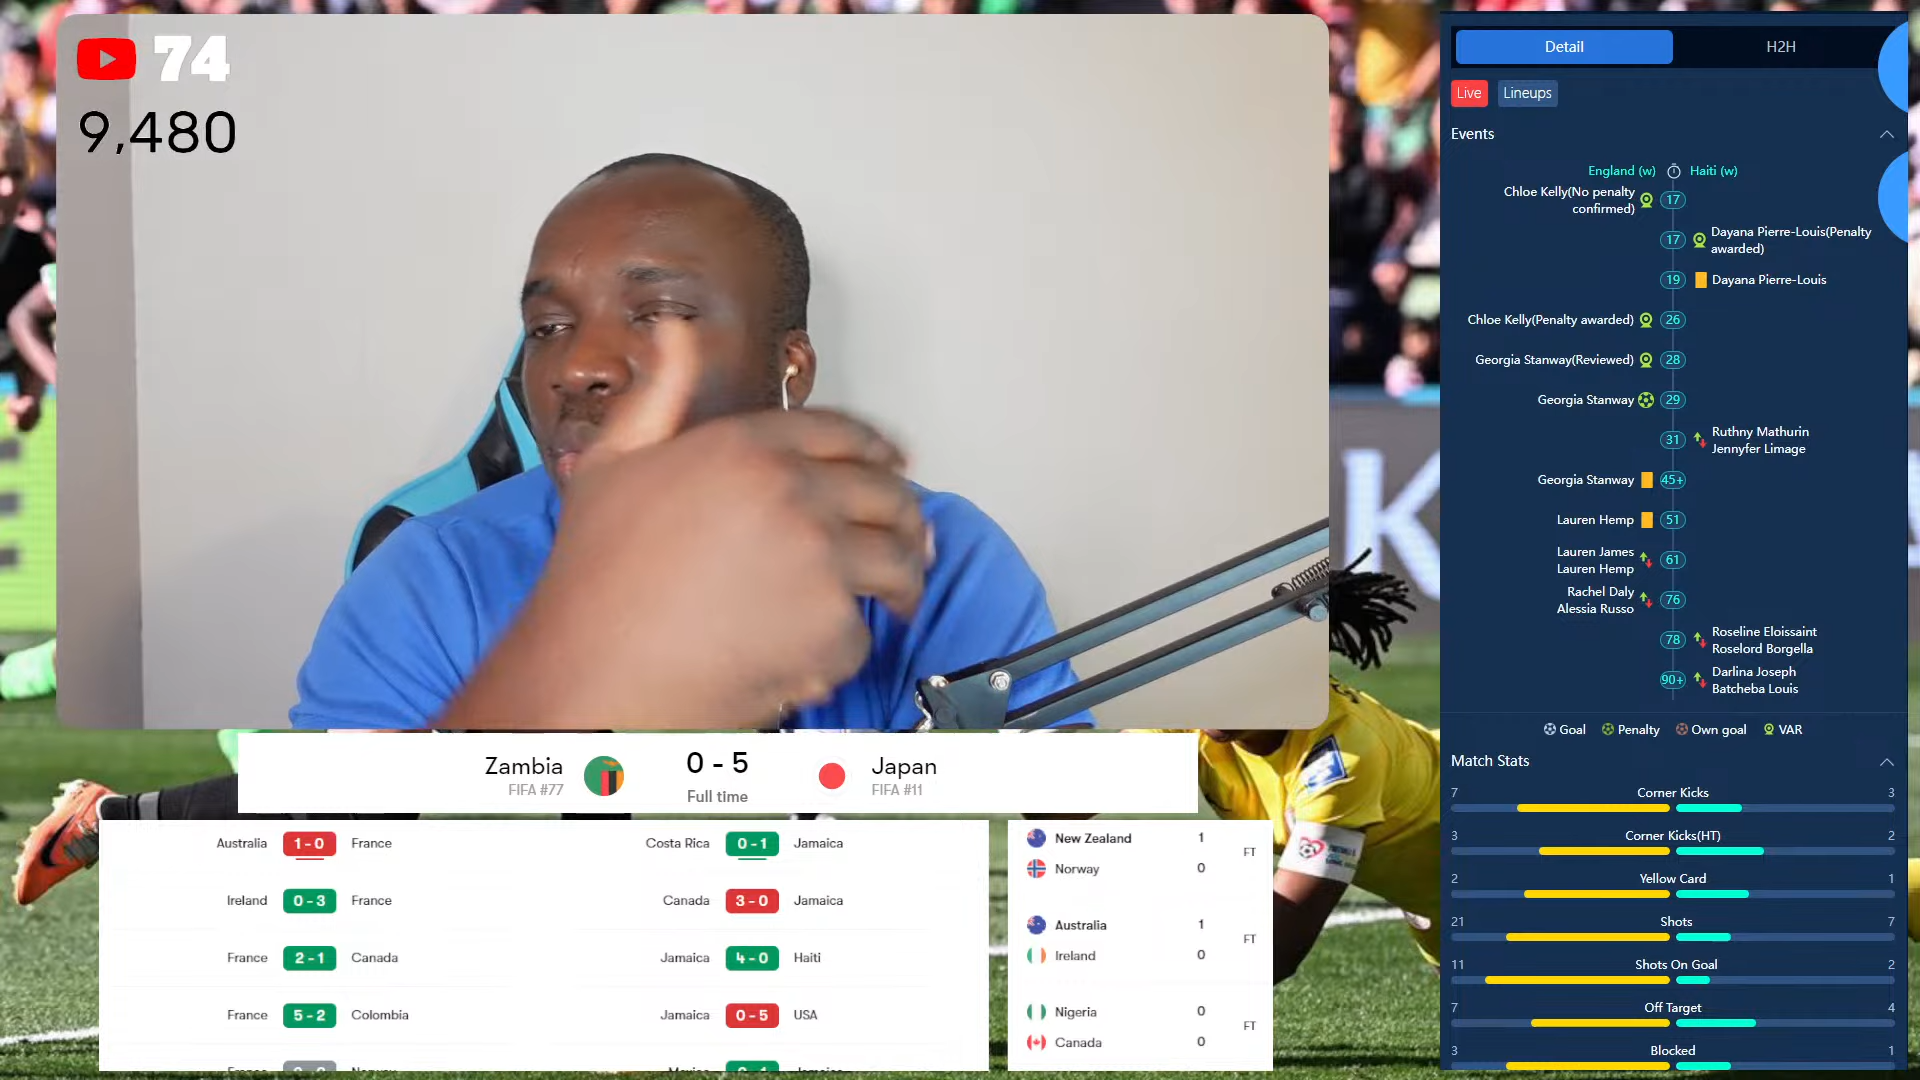 74
9,480
Detail
H2H
Live
Lineups
Events
England (w)
Haiti (w)
Chloe Kelly(No penalty
confirmed)
17
17
Dayana Pierre-Louis(Penalty
awarded)
19
Dayana Pierre-Louis
Chloe Kelly(Penalty awarded)
26
Georgia Stanway(Reviewed)
28
Georgia Stanway
29
31
Ruthny Mathurin
Jennyfer Limage
Georgia Stanway
45+
Lauren Hemp
51
Lauren James
Lauren Hemp
61
Rachel Daly
Alessia Russo
76
78
Roseline Eloissaint
Roselord Borgella
90+
Darlina Joseph
Batcheba Louis
Goal
Penalty
Own goal
VAR
Match Stats
7 Corner Kicks 3
3 Corner Kicks(HT) 2
2 Yellow Card 1
21 Shots 7
11 Shots On Goal 2
7 Off Target 4
3 Blocked 1
Zambia
FIFA #77
0 - 5
Full time
Japan
FIFA #11
Australia 1 - 0 France
Ireland 0 - 3 France
France 2 - 1 Canada
France 5 - 2 Colombia
Costa Rica 0 - 1 Jamaica
Canada 3 - 0 Jamaica
Jamaica 4 - 0 Haiti
Jamaica 0 - 5 USA
New Zealand 1
FT
Norway 0
Australia 1
FT
Ireland 0
Nigeria 0
FT
Canada 0